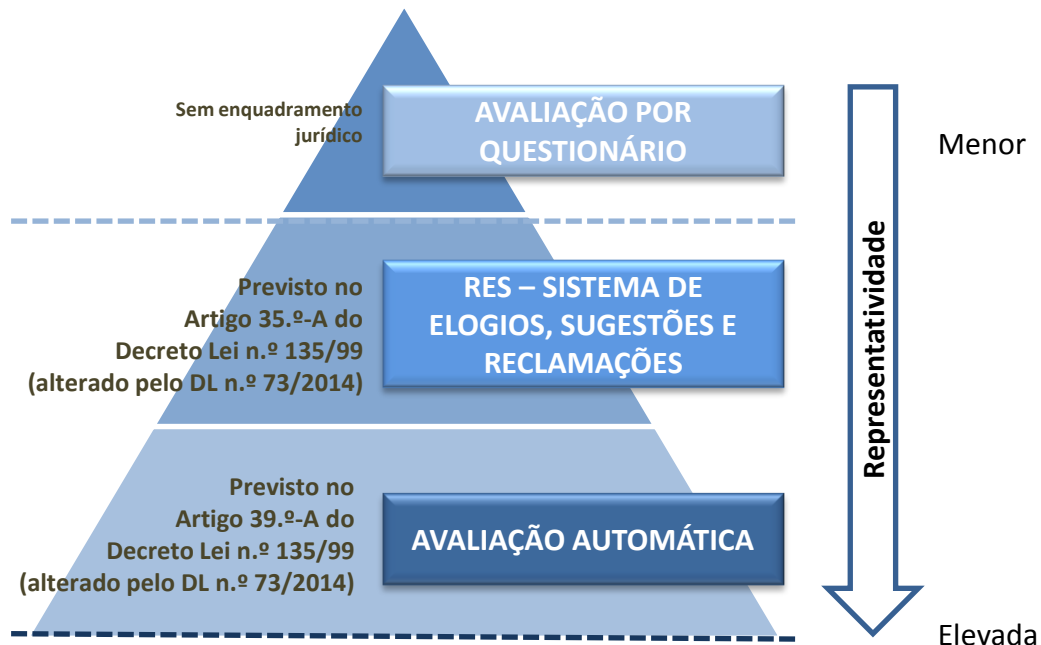 Sem enquadramento
jurídico
AVALIAÇÃO POR
QUESTIONÁRIO
Menor
Previsto no
Artigo 35.º-A do
Decreto Lei n.º 135/99
(alterado pelo DL n.º 73/2014)
RES – SISTEMA DE
ELOGIOS, SUGESTÕES E
RECLAMAÇÕES
Representatividade
Previsto no
Artigo 39.º-A do
Decreto Lei n.º 135/99
(alterado pelo DL n.º 73/2014)
AVALIAÇÃO AUTOMÁTICA
Elevada